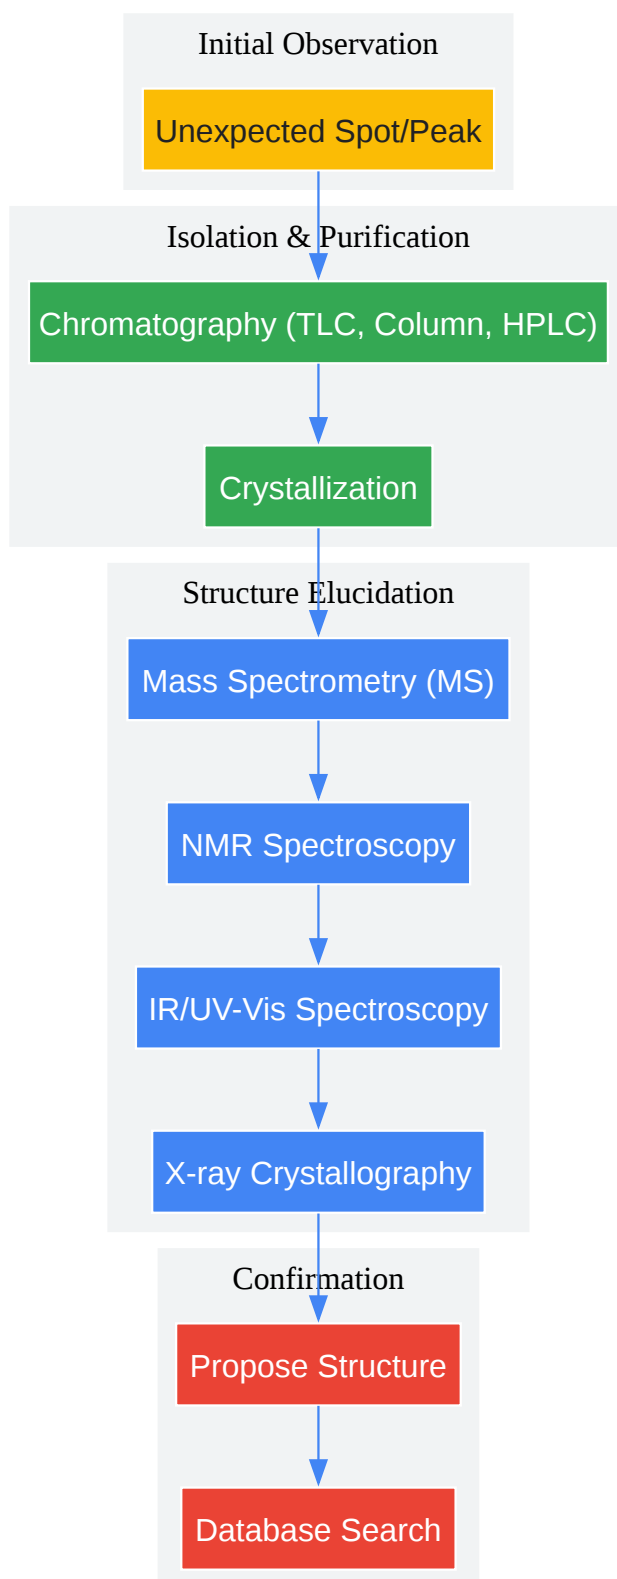 Initial Observation
Unexpected Spot/Peak
Isolation & Purification
Chromatography (TLC, Column, HPLC)
Crystallization
Structure Elucidation
Mass Spectrometry (MS)
NMR Spectroscopy
IR/UV-Vis Spectroscopy
X-ray Crystallography
Confirmation
Propose Structure
Database Search